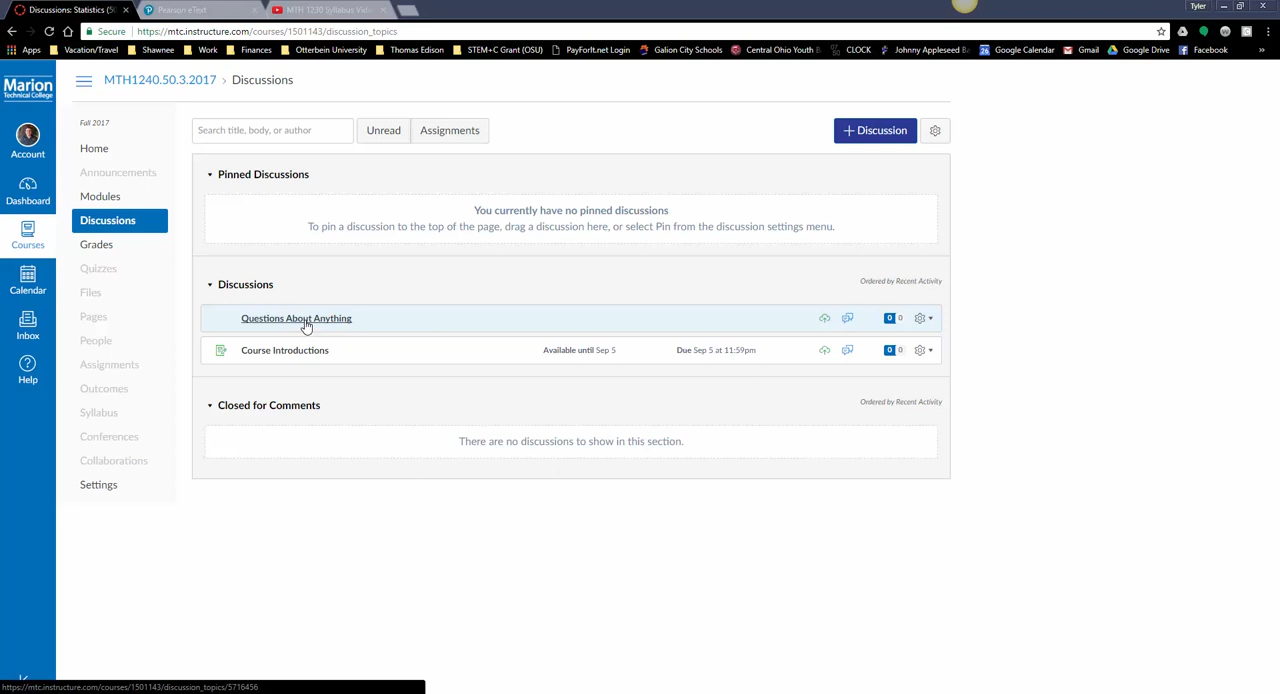 Discussions: Statistics (5
Pearson eText
MTH 1230 Syllabus Vid
Tyler
Secure
https://mtc.instructure.com/courses/1501143/discussion_topics
Apps
Vacation/Travel
Shawnee
Work
Finances
Otterbein University
Thomas Edison
STEM+C Grant (OSU)
PayForIt.net Login
Galion City Schools
Central Ohio Youth B
CLOCK
Johnny Appleseed Ba
Google Calendar
Gmail
Google Drive
Facebook
Marion
Technical College
MTH1240.50.3.2017 > Discussions
Account
Dashboard
Courses
Calendar
Inbox
Help
Fall 2017
Home
Announcements
Modules
Discussions
Grades
Quizzes
Files
Pages
People
Assignments
Outcomes
Syllabus
Conferences
Collaborations
Settings
Search title, body, or author
Unread
Assignments
+ Discussion
Pinned Discussions
You currently have no pinned discussions
To pin a discussion to the top of the page, drag a discussion here, or select Pin from the discussion settings menu.
Discussions
Ordered by Recent Activity
Questions About Anything
0 0
Course Introductions
Available until Sep 5
Due Sep 5 at 11:59pm
0 0
Closed for Comments
Ordered by Recent Activity
There are no discussions to show in this section.
https://mtc.instructure.com/courses/1501143/discussion_topics/5716456